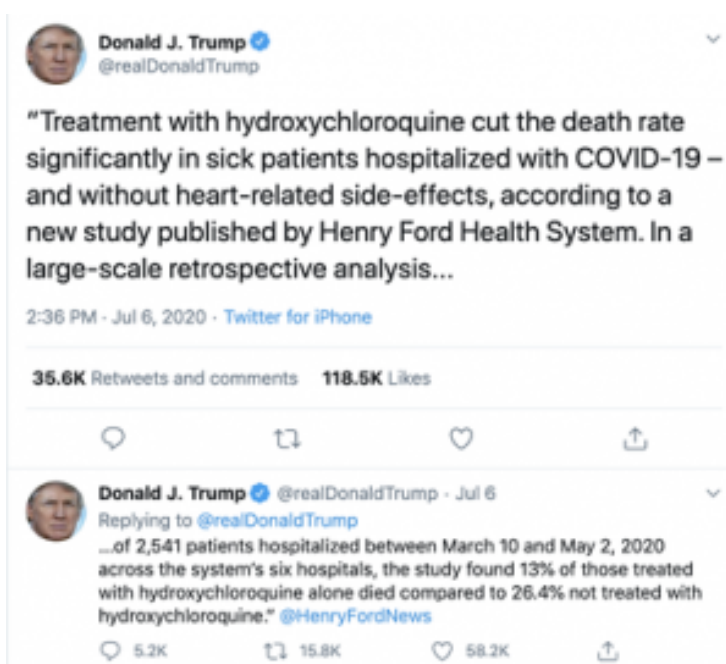 Donald J. Trump
@realDonaldTrump
"Treatment with hydroxychloroquine cut the death rate
significantly in sick patients hospitalized with COVID-19 –
and without heart-related side-effects, according to a
new study published by Henry Ford Health System. In a
large-scale retrospective analysis...
2:36 PM · Jul 6, 2020 · Twitter for iPhone
35.6K Retweets and comments 118.5K Likes
Donald J. Trump @realDonaldTrump · Jul 6
Replying to @realDonaldTrump
...of 2,541 patients hospitalized between March 10 and May 2, 2020
across the system's six hospitals, the study found 13% of those treated
with hydroxychloroquine alone died compared to 26.4% not treated with
hydroxychloroquine." @HenryFordNews
5.2K 15.8K 58.2K